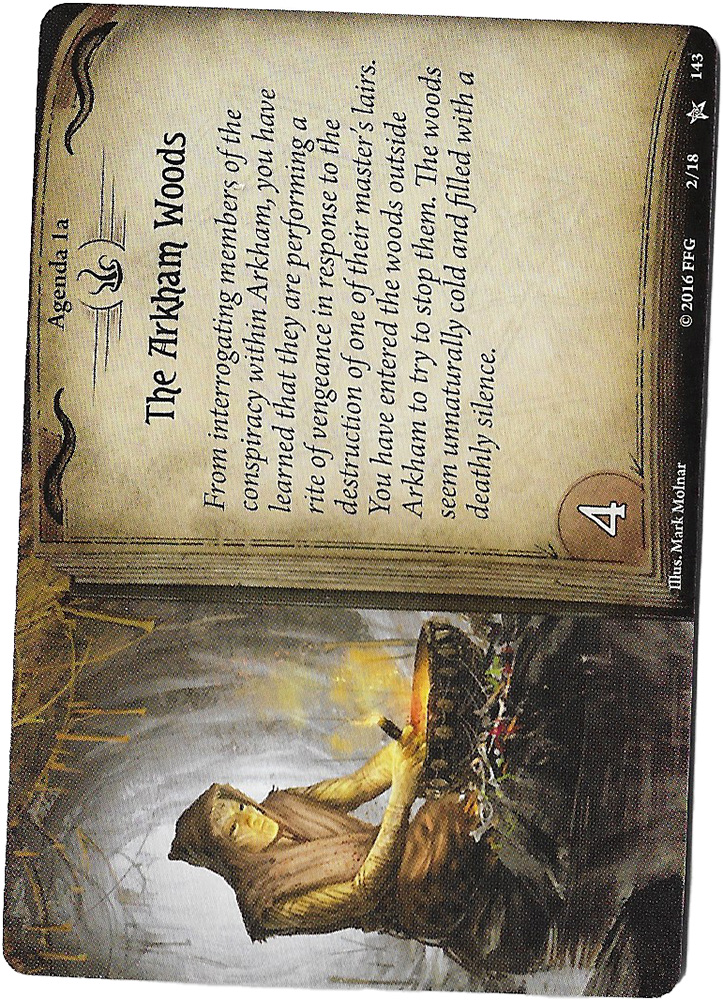 Agenda 1a
The Arkham Woods
From interrogating members of the
conspiracy within Arkham, you have
learned that they are performing a
rite of vengeance in response to the
destruction of one of their master's lairs.
You have entered the woods outside
Arkham to try to stop them. The woods
seem unnaturally cold and filled with a
deathly silence.
4
Illus. Mark Molnar
© 2016 FFG
2/18
143